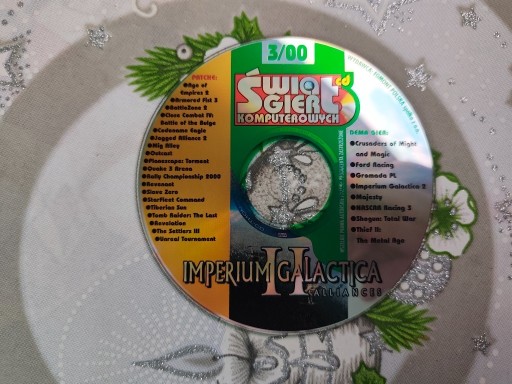 3/00
ŚWIAT
GIER cd
KOMPUTEROWYCH
PATCHE:
●Age of
Empires 2
●Armored Fist 3
●BattleZone 2
●Close Combat IV:
Battle of the Bulge
●Codename Eagle
●Jagged Alliance 2
●Mig Alley
●Outcast
●Planescape: Torment
●Quake 3 Arena
●Rally Championship 2000
●Revenant
●Slave Zero
●Starfleet Command
●Tiberian Sun
●Tomb Raider: The Last
●Revelation
●The Settlers III
●Unreal Tournament
DEMA GIER:
●Crusaders of Might
and Magic
●Ford Racing
●Gromada PL
●Imperium Galactica 2
●Majesty
●NASCAR Racing 3
●Shogun: Total War
●Thief II:
The Metal Age
IMPERIUM GALACTICA
II
ALLIANCES